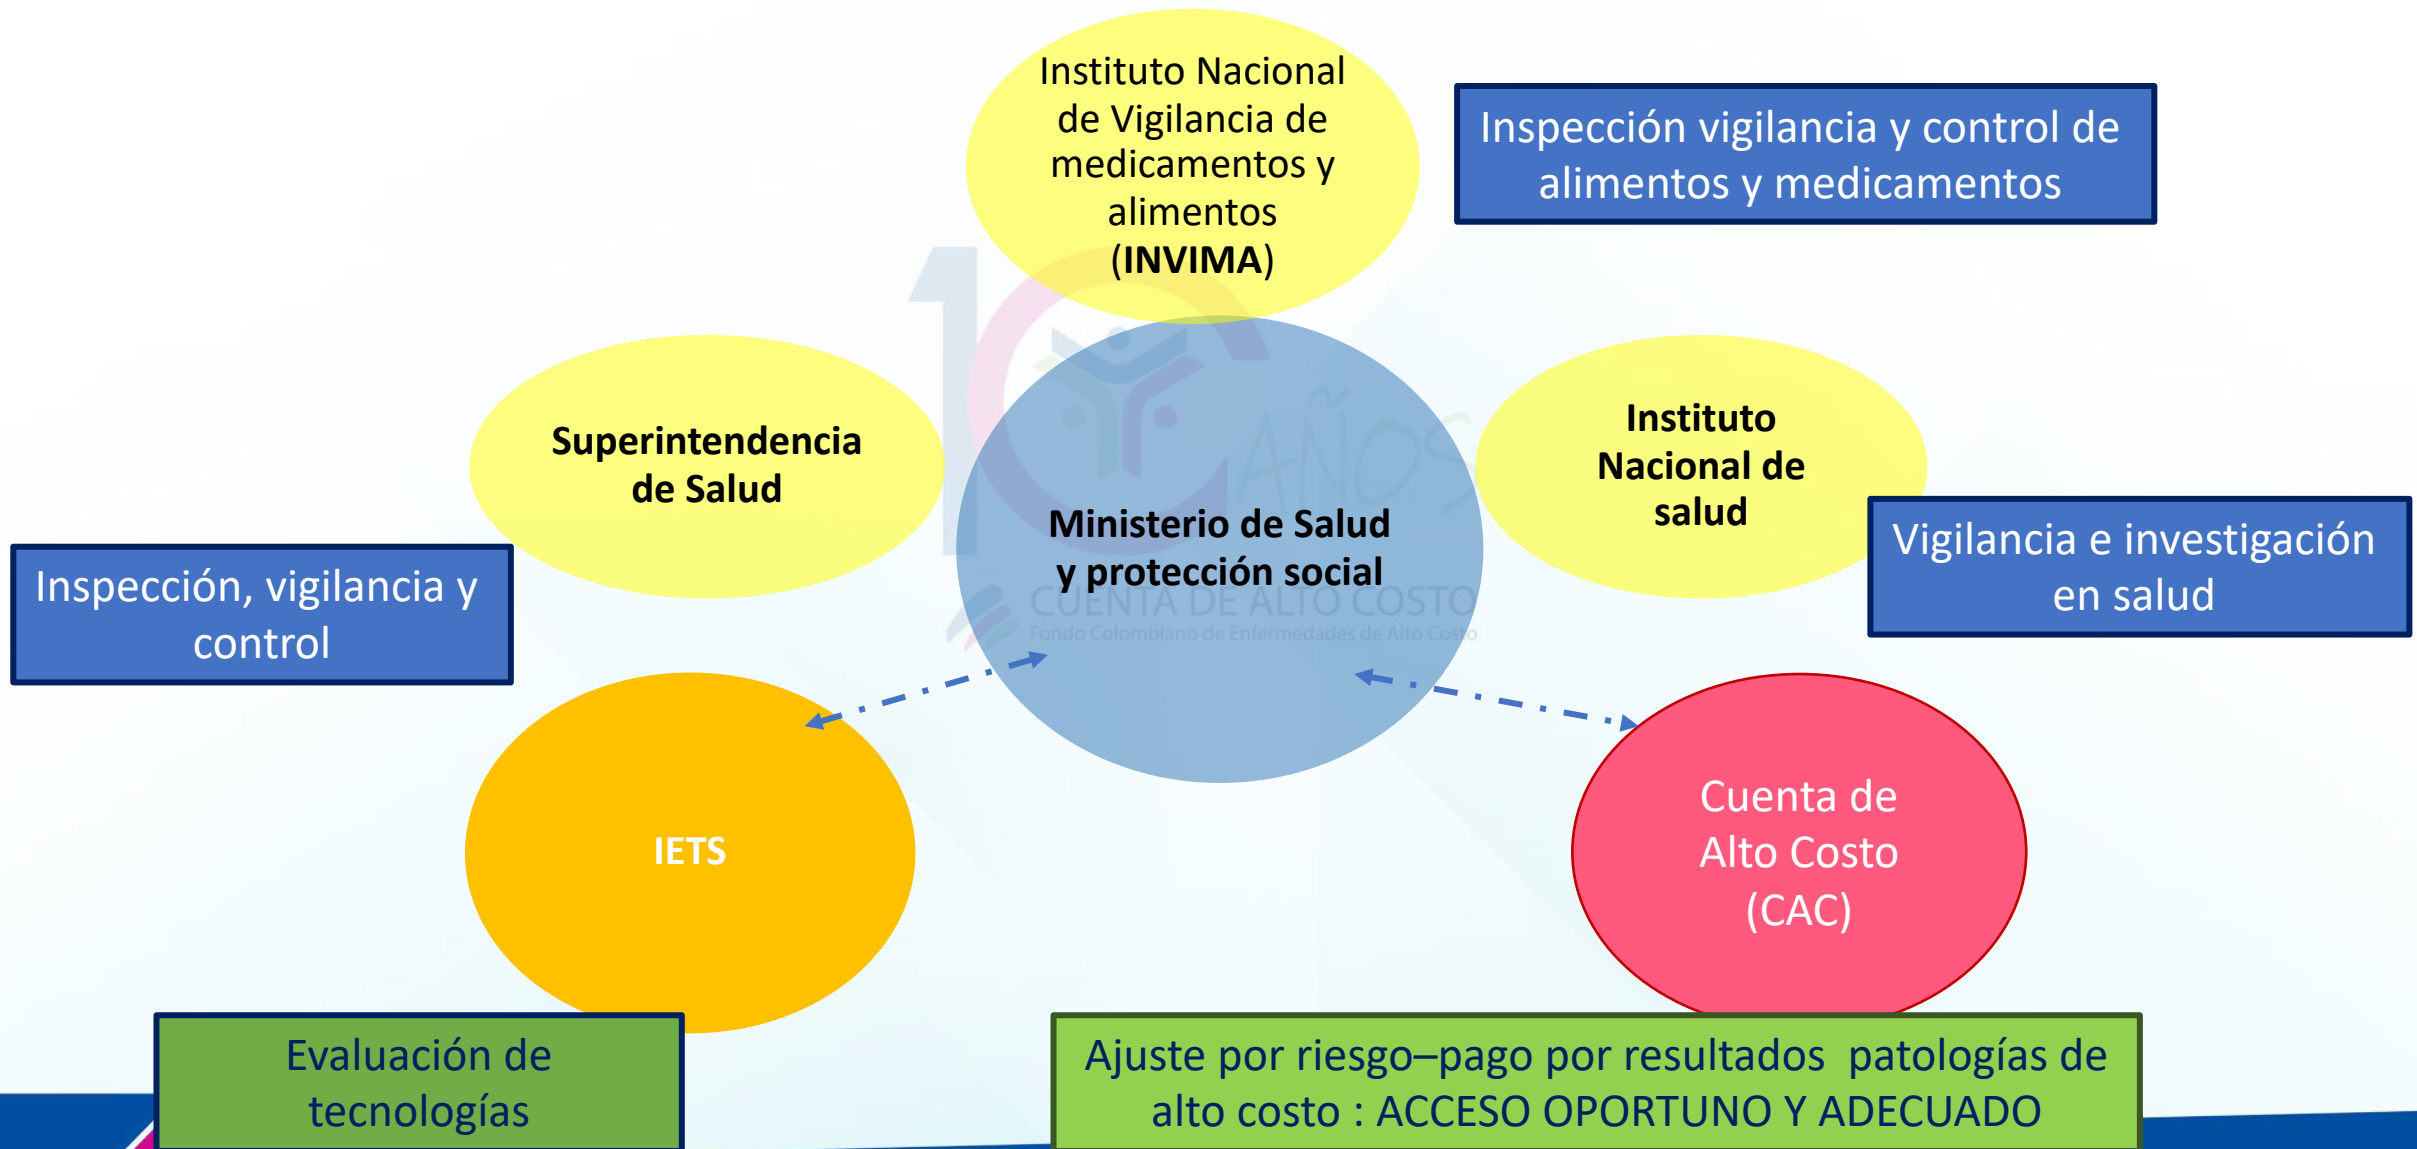 Instituto Nacional
de Vigilancia de
medicamentos y
alimentos
(INVIMA)
Inspección vigilancia y control de
alimentos y medicamentos
Superintendencia
de Salud
Inspección, vigilancia y
control
Ministerio de Salud
y protección social
Instituto
Nacional de
salud
Vigilancia e investigación
en salud
10
AÑOS
CUENTA DE ALTO COSTO
Fondo Colombiano de Enfermedades de Alto Costo
IETS
Evaluación de
tecnologías
Cuenta de
Alto Costo
(CAC)
Ajuste por riesgo–pago por resultados patologías de
alto costo : ACCESO OPORTUNO Y ADECUADO